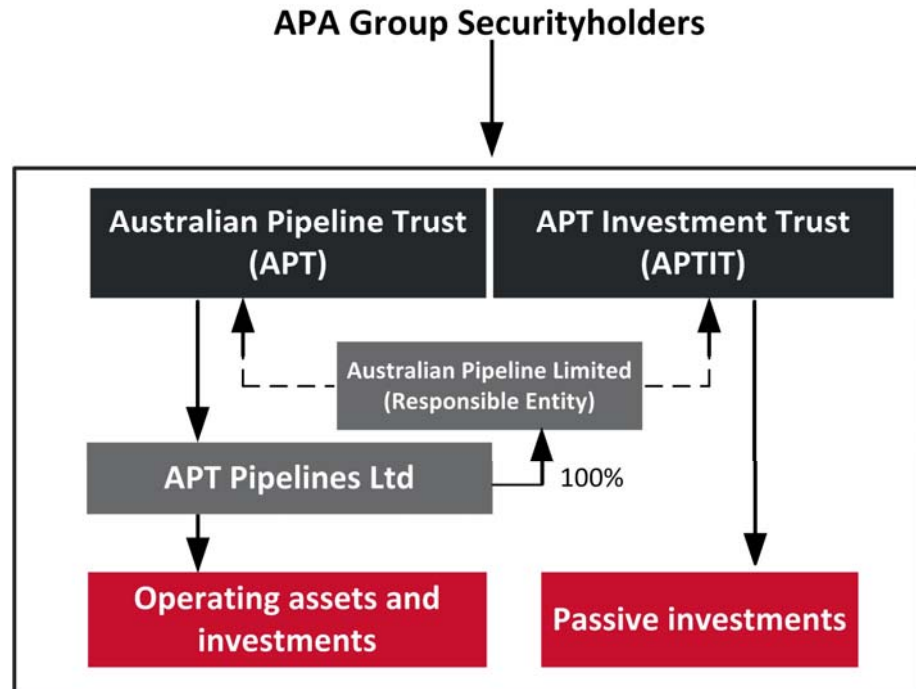 APA Group Securityholders
Australian Pipeline Trust
(APT)
APT Investment Trust
(APTIT)
Australian Pipeline Limited
(Responsible Entity)
APT Pipelines Ltd
100%
Operating assets and
investments
Passive investments